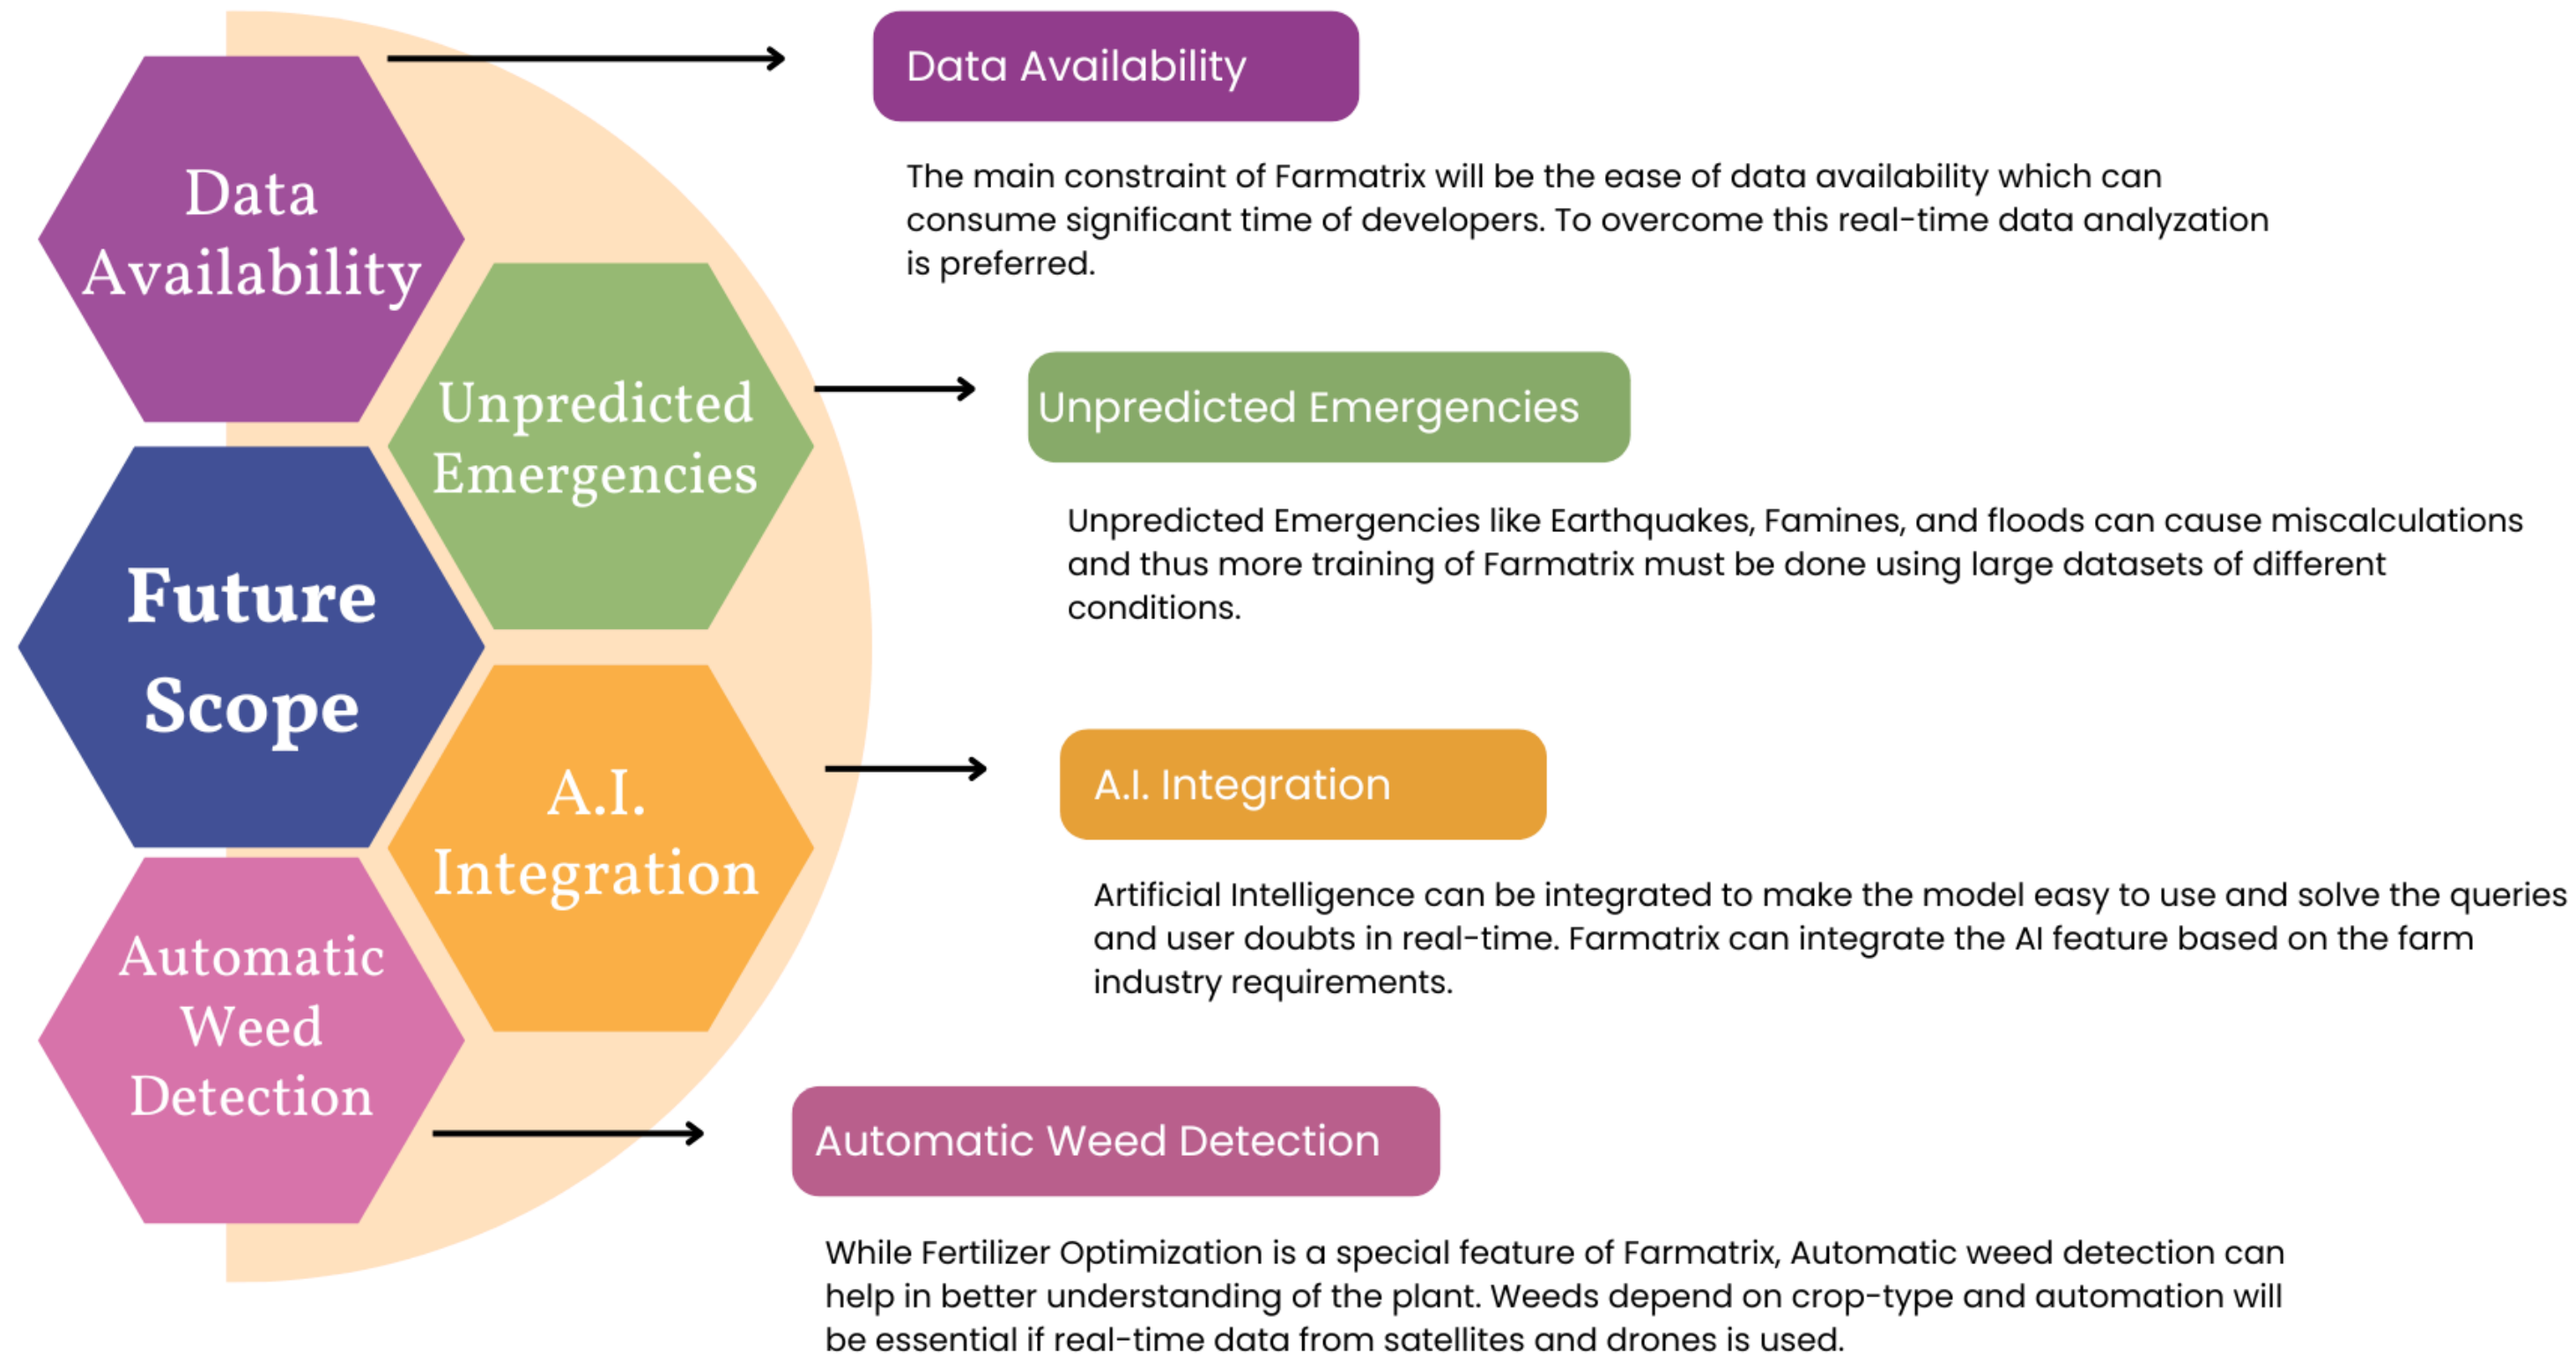 Data
Availability
Unpredicted
Emergencies
Future
Scope
A.I.
Integration
Automatic
Weed
Detection
Data Availability
The main constraint of Farmatrix will be the ease of data availability which can
consume significant time of developers. To overcome this real-time data analyzation
is preferred.
Unpredicted Emergencies
Unpredicted Emergencies like Earthquakes, Famines, and floods can cause miscalculations
and thus more training of Farmatrix must be done using large datasets of different
conditions.
A.I. Integration
Artificial Intelligence can be integrated to make the model easy to use and solve the queries
and user doubts in real-time. Farmatrix can integrate the AI feature based on the farm
industry requirements.
Automatic Weed Detection
While Fertilizer Optimization is a special feature of Farmatrix, Automatic weed detection can
help in better understanding of the plant. Weeds depend on crop-type and automation will
be essential if real-time data from satellites and drones is used.